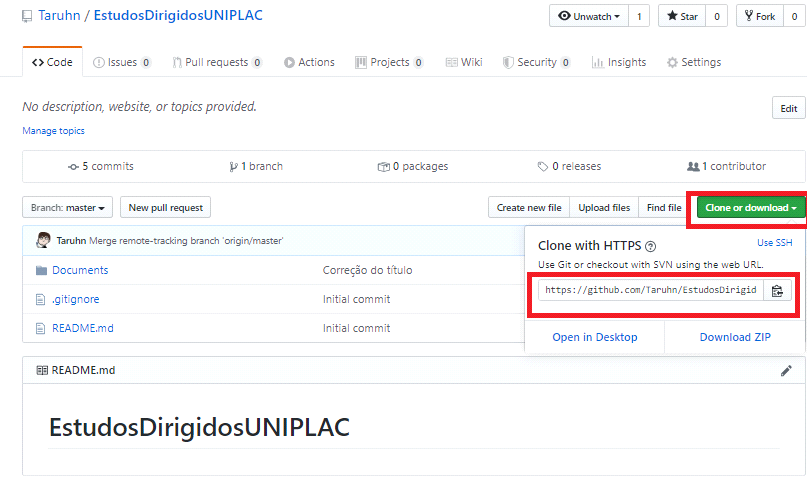 Taruhn / EstudosDirigidosUNIPLAC
Unwatch 1 Star 0 Fork 0
Code Issues 0 Pull requests 0 Actions Projects 0 Wiki Security 0 Insights Settings
No description, website, or topics provided. Edit
Manage topics
5 commits 1 branch 0 packages 0 releases 1 contributor
Branch: master New pull request Create new file Upload files Find file Clone or download
Taruhn Merge remote-tracking branch 'origin/master'
Clone with HTTPS ? Use SSH
Use Git or checkout with SVN using the web URL.
https://github.com/Taruhn/EstudosDirigid
Open in Desktop Download ZIP
Documents Correção do título
.gitignore Initial commit
README.md Initial commit
README.md
EstudosDirigidosUNIPLAC